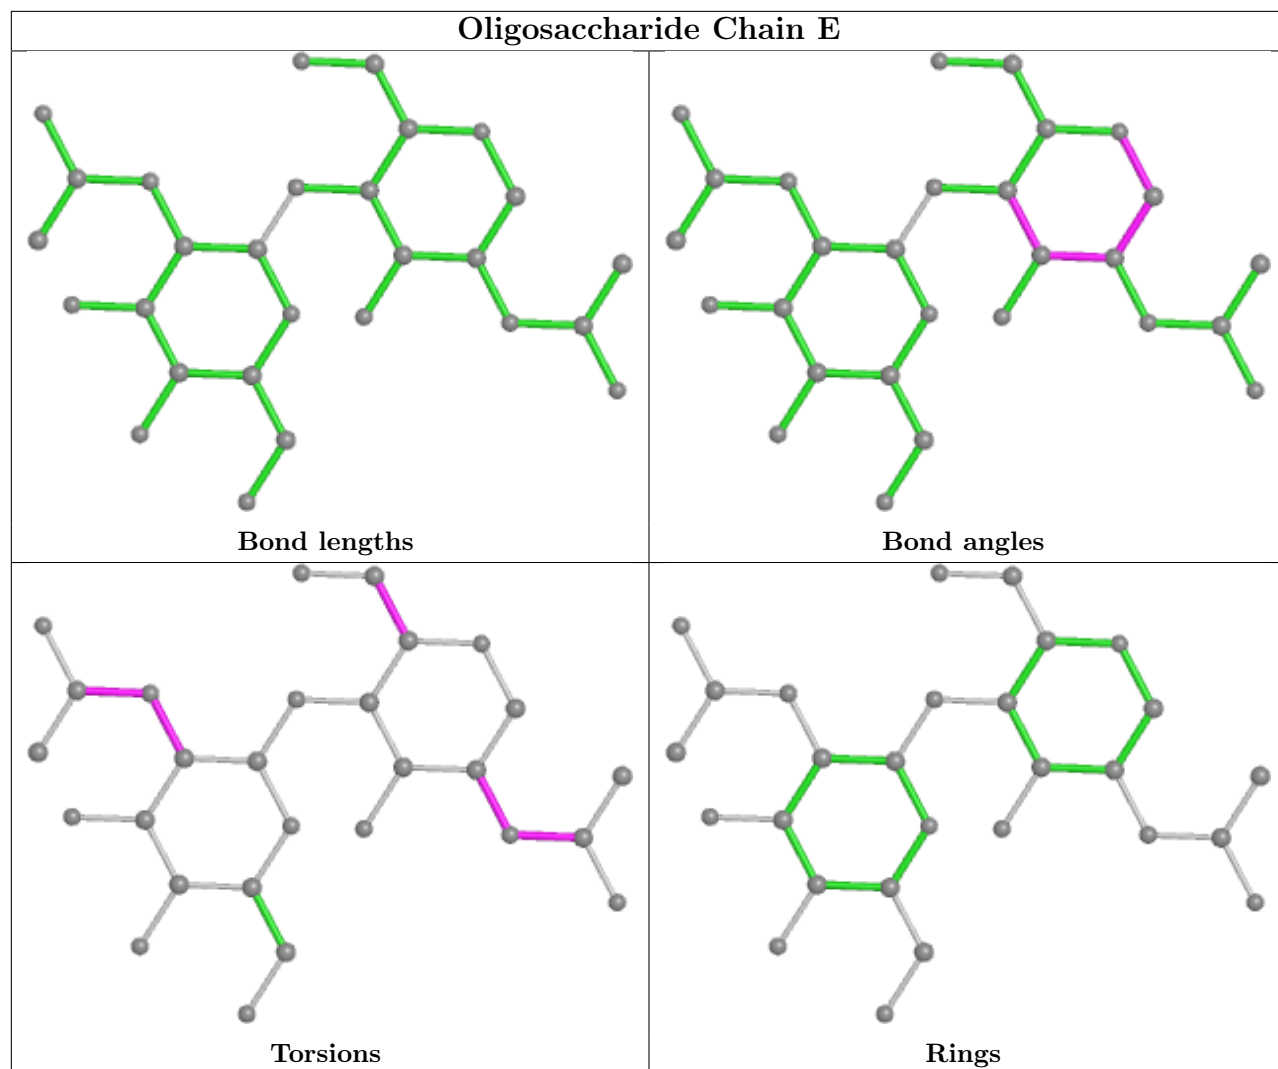 Oligosaccharide Chain E
Bond lengths
Bond angles
Torsions
Rings